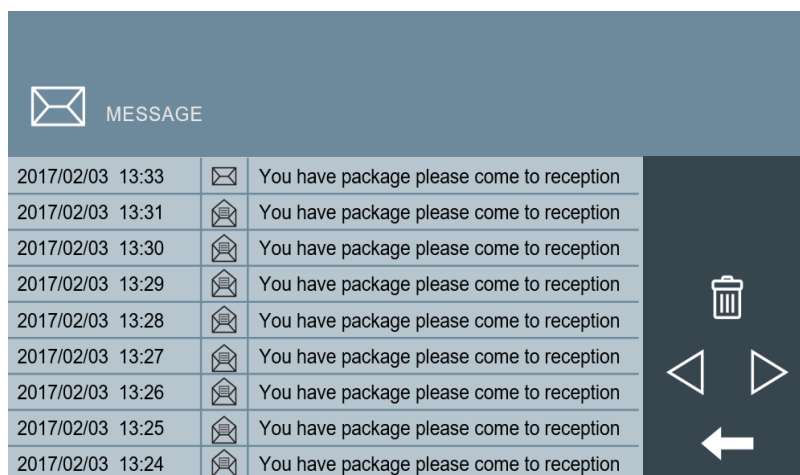 MESSAGE
2017/02/03 13:33 You have package please come to reception
2017/02/03 13:31 You have package please come to reception
2017/02/03 13:30 You have package please come to reception
2017/02/03 13:29 You have package please come to reception
2017/02/03 13:28 You have package please come to reception
2017/02/03 13:27 You have package please come to reception
2017/02/03 13:26 You have package please come to reception
2017/02/03 13:25 You have package please come to reception
2017/02/03 13:24 You have package please come to reception